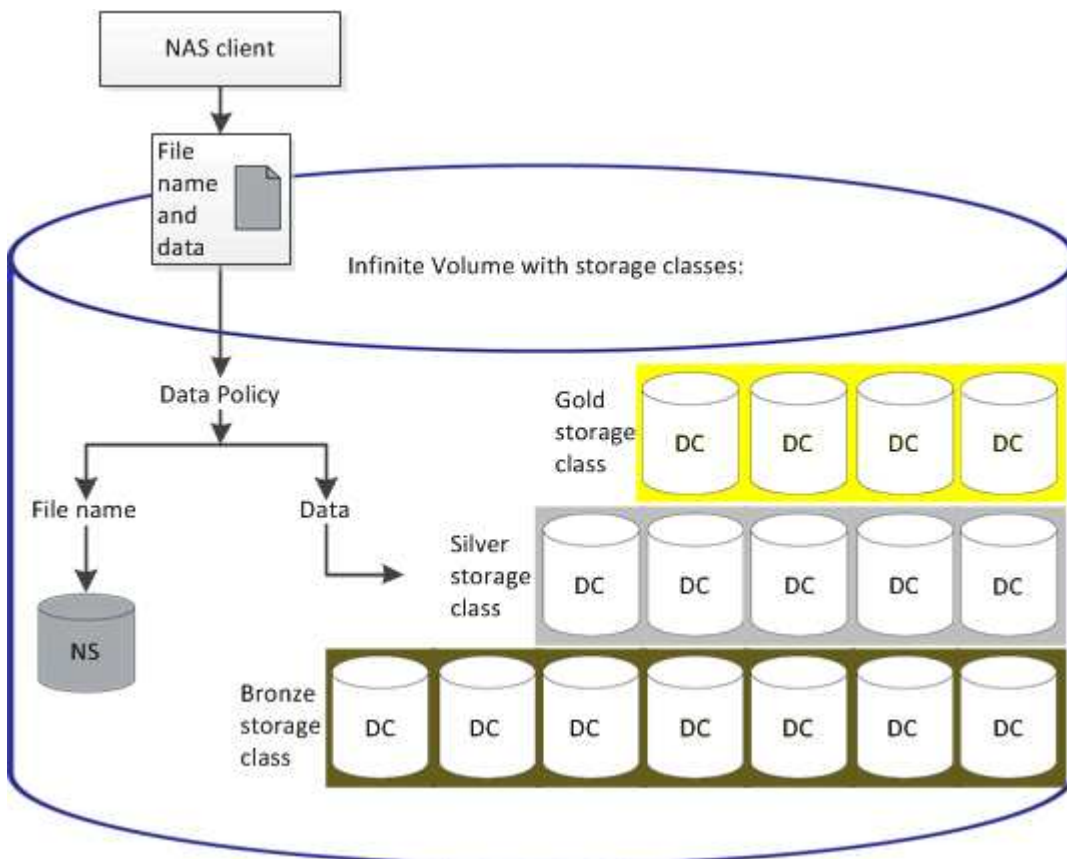 NAS client
File
name
and
data
Infinite Volume with storage classes:
Data Policy
File name
Data
NS
Gold
storage
class
DC DC DC DC
Silver
storage
class
DC DC DC DC DC
Bronze
storage
class
DC DC DC DC DC DC DC